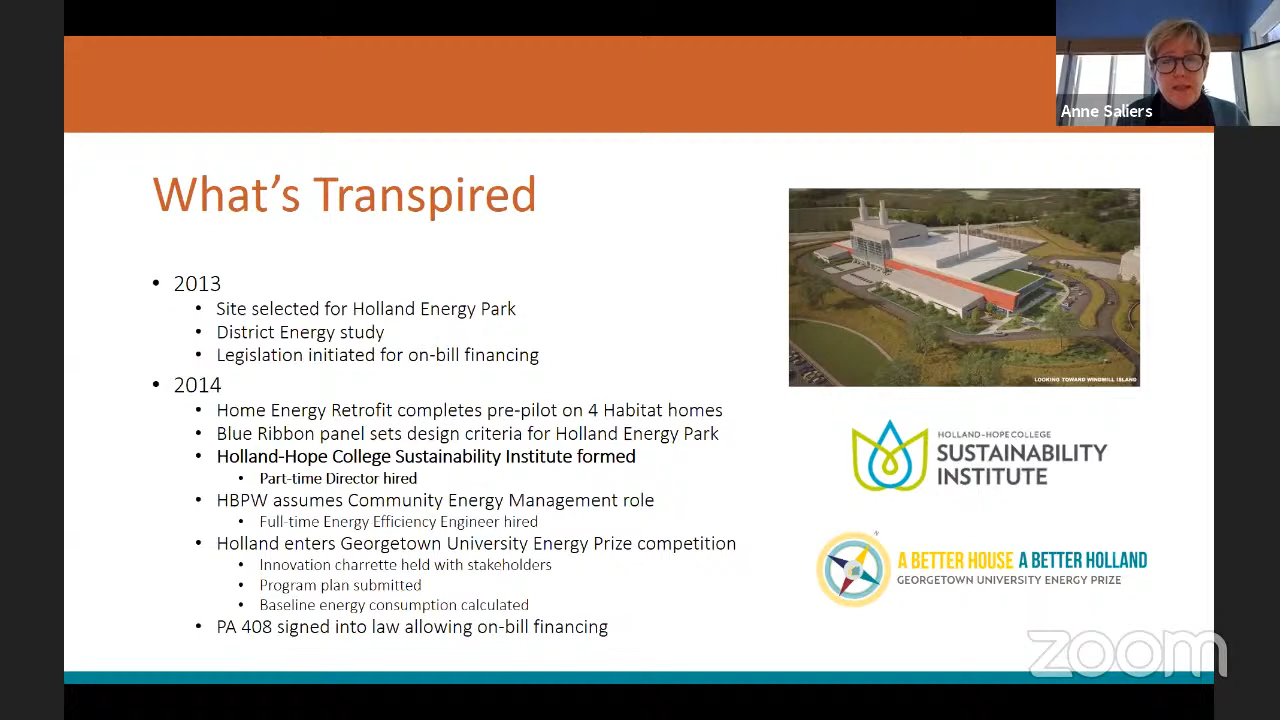 Anne Saliers
What's Transpired
• 2013
• Site selected for Holland Energy Park
• District Energy study
• Legislation initiated for on-bill financing
• 2014
• Home Energy Retrofit completes pre-pilot on 4 Habitat homes
• Blue Ribbon panel sets design criteria for Holland Energy Park
• Holland-Hope College Sustainability Institute formed
• Part-time Director hired
• HBPW assumes Community Energy Management role
• Full-time Energy Efficiency Engineer hired
• Holland enters Georgetown University Energy Prize competition
• Innovation charrette held with stakeholders
• Program plan submitted
• Baseline energy consumption calculated
• PA 408 signed into law allowing on-bill financing
LOOKING TOWARD WINDMILL ISLAND
HOLLAND-HOPE COLLEGE
SUSTAINABILITY
INSTITUTE
N
A BETTER HOUSE A BETTER HOLLAND
GEORGETOWN UNIVERSITY ENERGY PRIZE
zoom